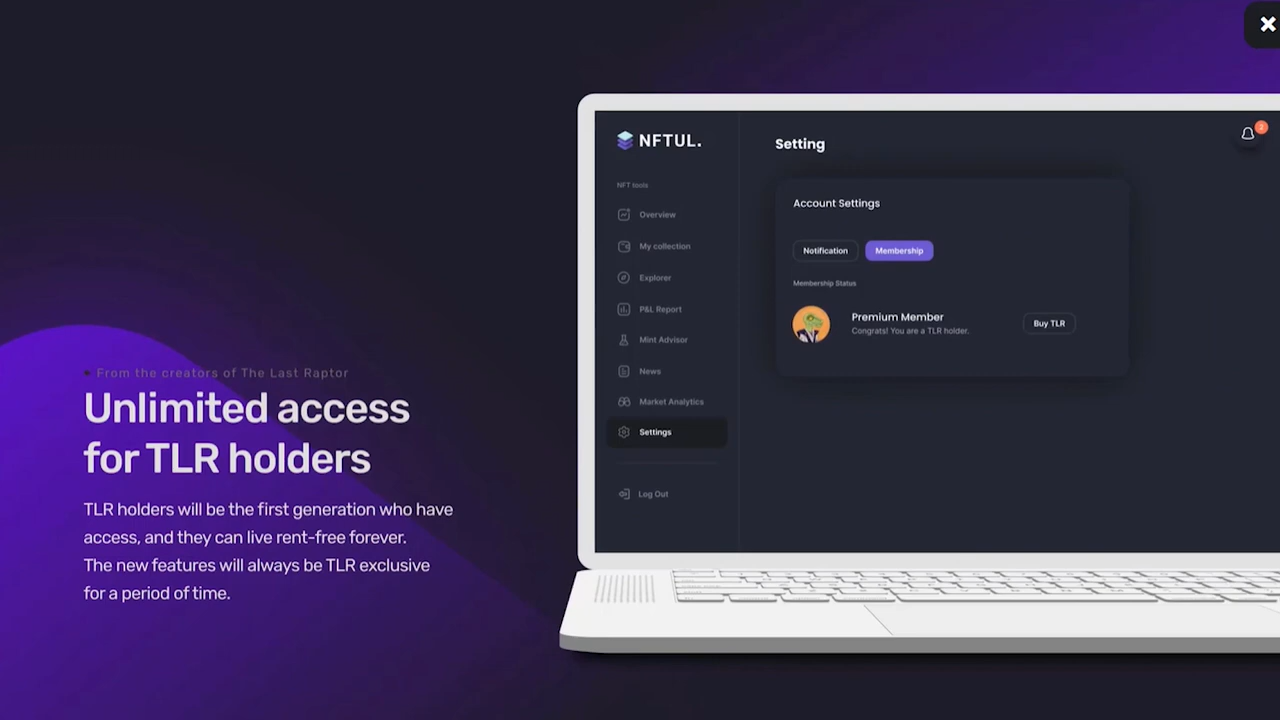 From the creators of The Last Raptor
Unlimited access
for TLR holders
TLR holders will be the first generation who have
access, and they can live rent-free forever.
The new features will always be TLR exclusive
for a period of time.
NFTUL.
NFT tools
Overview
My collection
Explorer
P&L Report
Mint Advisor
News
Market Analytics
Settings
Log Out
Setting
2
Account Settings
Notification
Membership
Membership Status
Premium Member
Congrats! You are a TLR holder.
Buy TLR